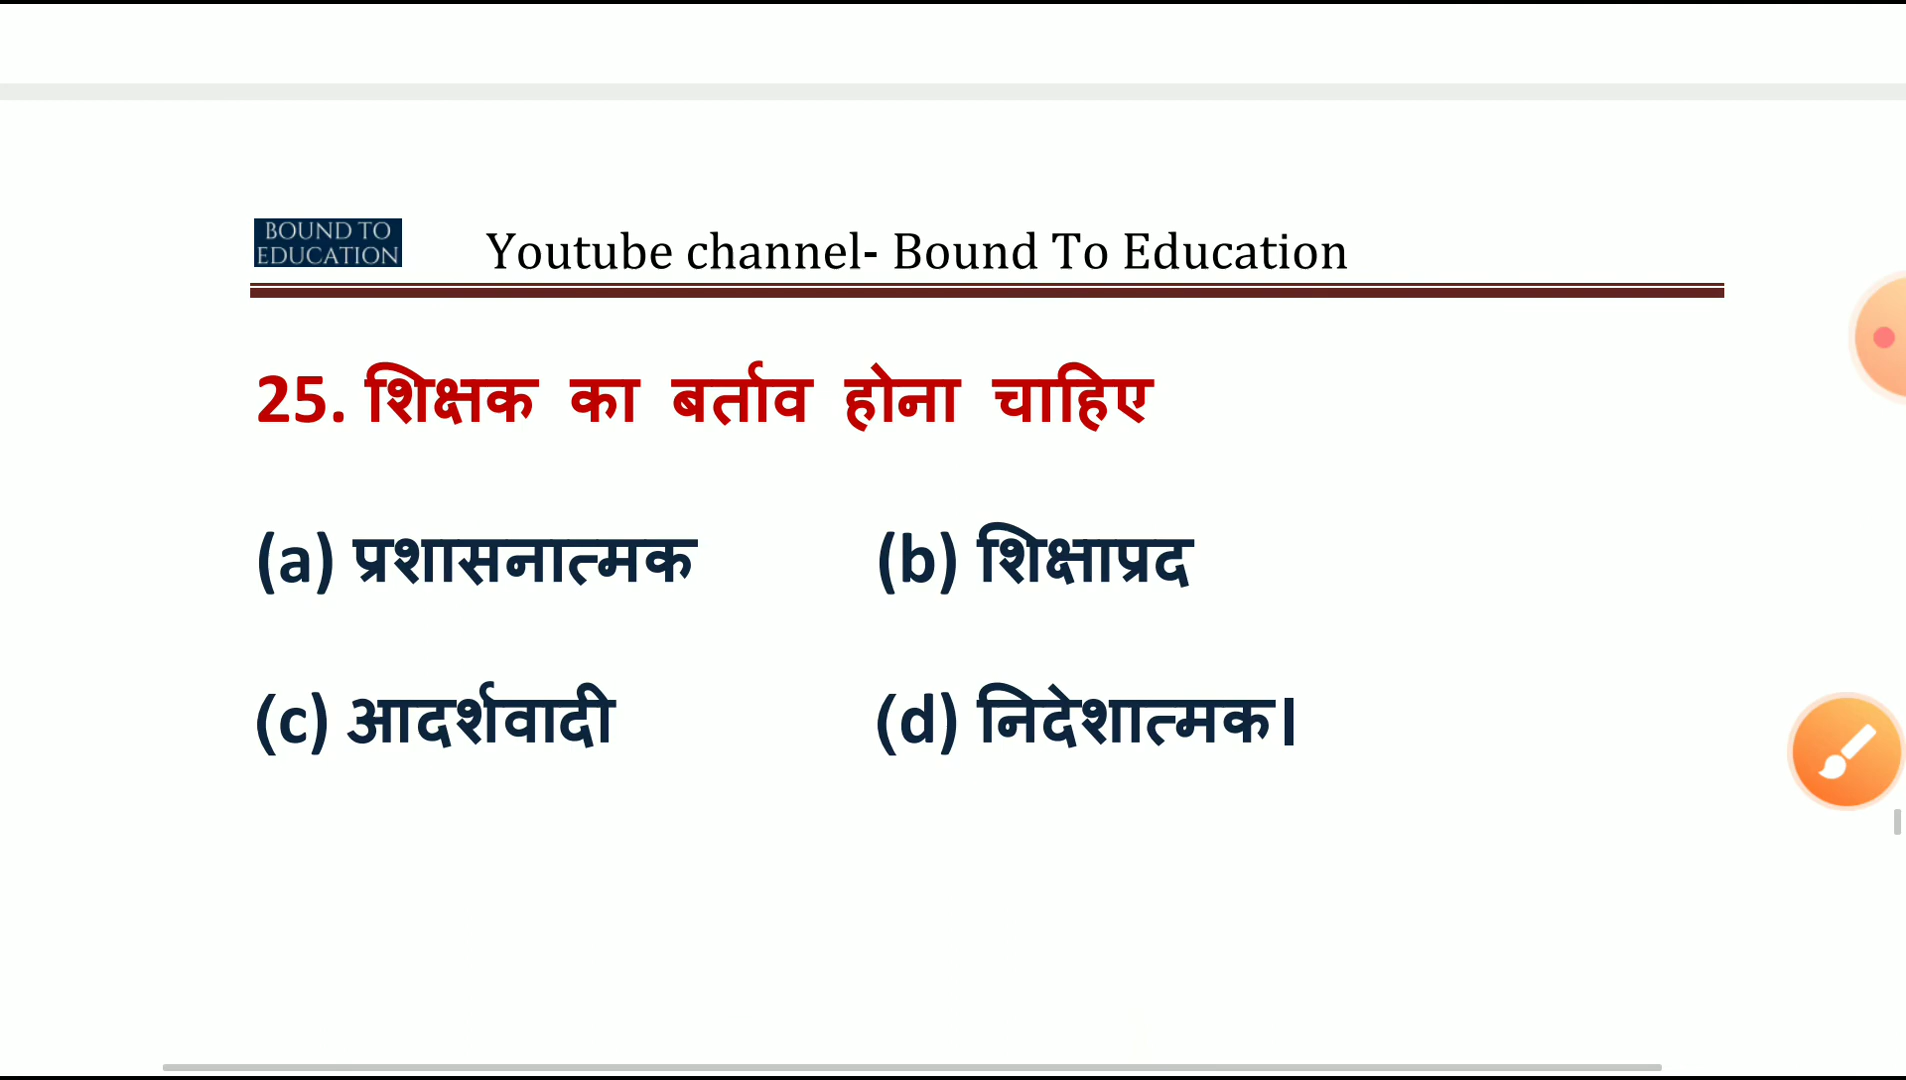 BOUND TO
EDUCATION
Youtube channel- Bound To Education
25. शिक्षक का बर्ताव होना चाहिए
(a) प्रशासनात्मक (b) शिक्षाप्रद
(c) आदर्शवादी (d) निदेशात्मक।